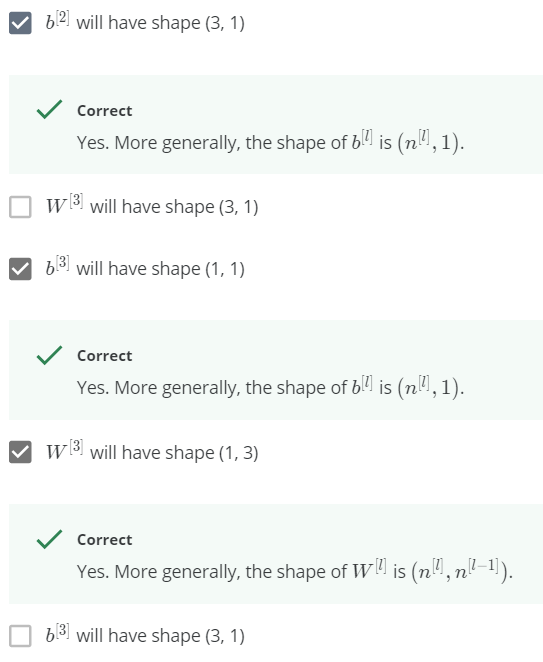 b^[2] will have shape (3, 1)
Correct
Yes. More generally, the shape of b^[l] is (n^[l], 1).
W^[3] will have shape (3, 1)
b^[3] will have shape (1, 1)
Correct
Yes. More generally, the shape of b^[l] is (n^[l], 1).
W^[3] will have shape (1, 3)
Correct
Yes. More generally, the shape of W^[l] is (n^[l], n^[l−1]).
b^[3] will have shape (3, 1)